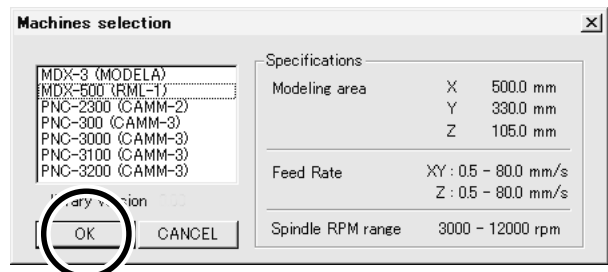 Machines selection
MDX-3 (MODELA)
MDX-500 (RML-1)
PNC-2300 (CAMM-2)
PNC-300 (CAMM-3)
PNC-3000 (CAMM-3)
PNC-3100 (CAMM-3)
PNC-3200 (CAMM-3)
OK CANCEL
Specifications
Modeling area X 500.0 mm
Y 330.0 mm
Z 105.0 mm
Feed Rate XY : 0.5 - 80.0 mm/s
Z : 0.5 - 80.0 mm/s
Spindle RPM range 3000 - 12000 rpm